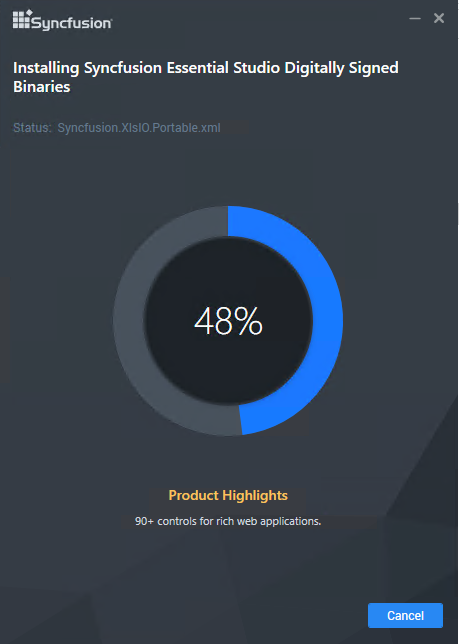 Syncfusion
Installing Syncfusion Essential Studio Digitally Signed
Binaries
Status: Syncfusion.XlsIO.Portable.xml
48%
Product Highlights
90+ controls for rich web applications.
Cancel